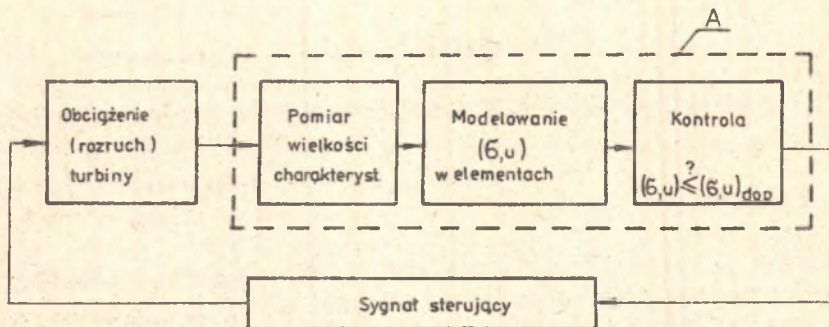 A
Obciążenie
(rozruch)
turbiny
Pomiar
wielkości
charakteryst.
Modelowanie
(б,u)
w elementach
Kontrola
?
(б,u)≤(б,u)dop
Sygnał sterujący